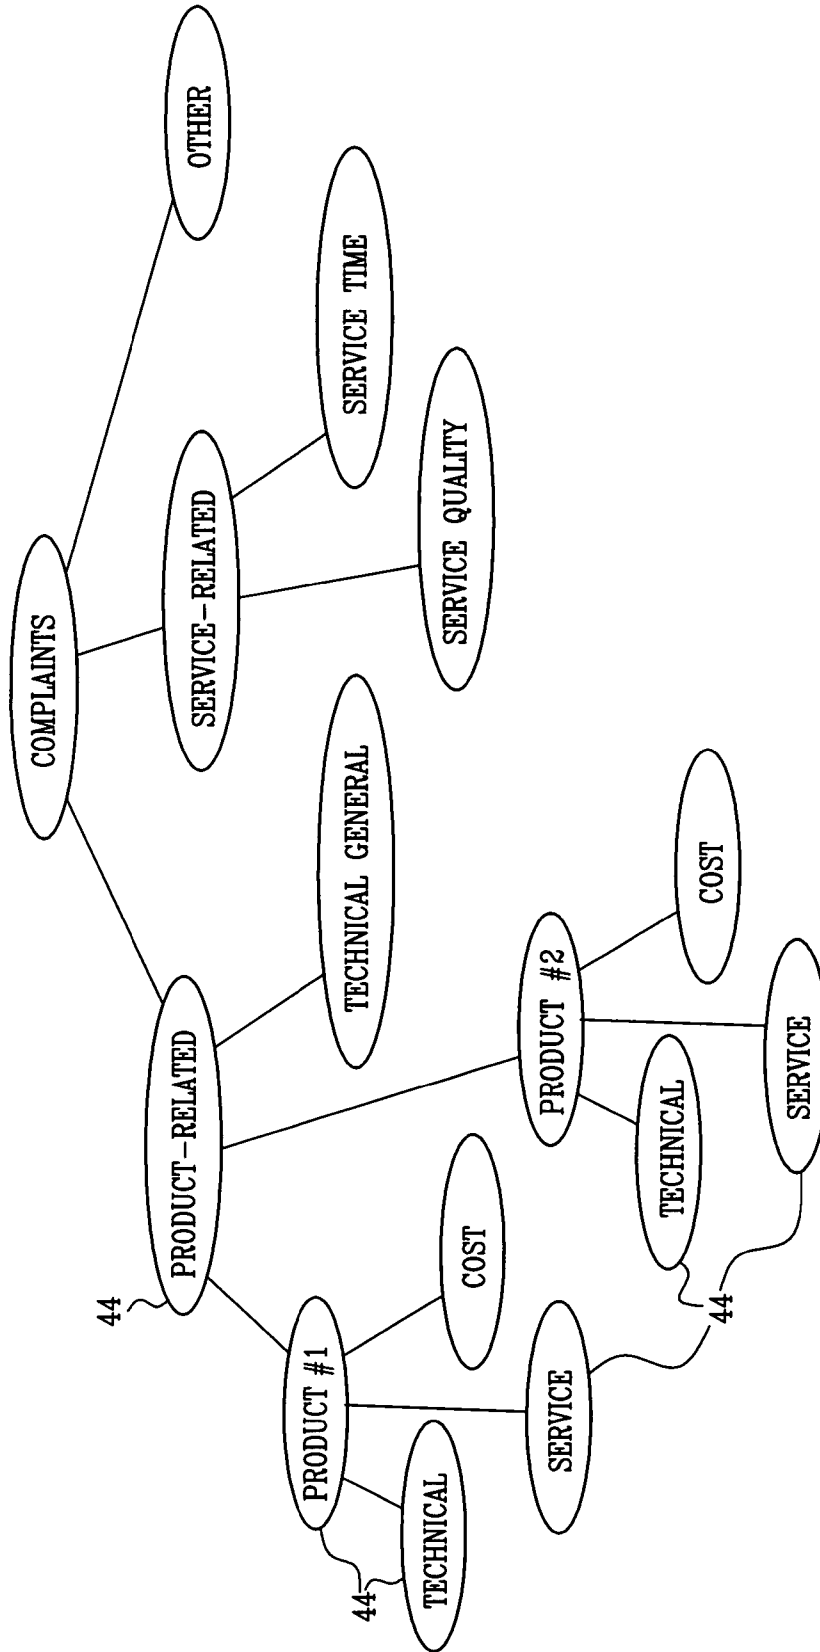 COMPLAINTS
OTHER
SERVICE-RELATED
PRODUCT-RELATED
44
SERVICE TIME
TECHNICAL GENERAL
PRODUCT #1
SERVICE QUALITY
COST
TECHNICAL
44
PRODUCT #2
SERVICE
COST
TECHNICAL
44
SERVICE